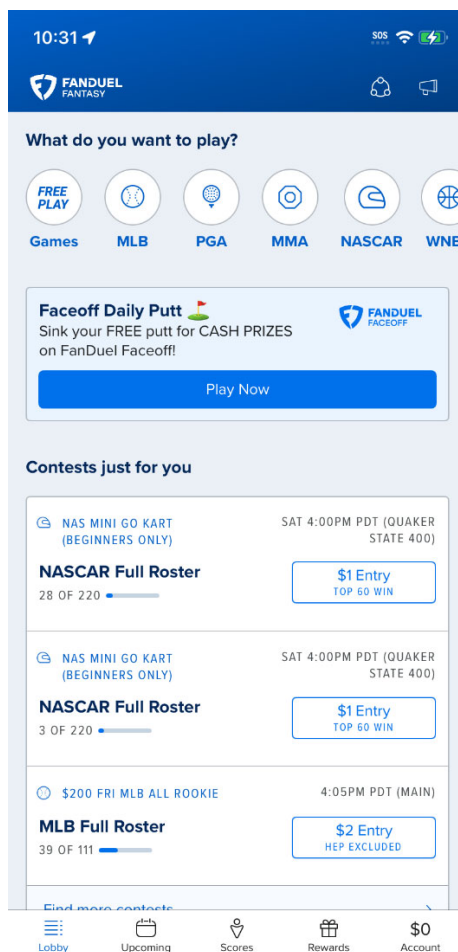 10:31
SOS
FANDUEL
FANTASY
What do you want to play?
FREE
PLAY
Games
MLB
PGA
MMA
NASCAR
WNB
Faceoff Daily Putt
Sink your FREE putt for CASH PRIZES
on FanDuel Faceoff!
FANDUEL
FACEOFF
Play Now
Contests just for you
NAS MINI GO KART
(BEGINNERS ONLY)
SAT 4:00PM PDT (QUAKER
STATE 400)
NASCAR Full Roster
28 OF 220
$1 Entry
TOP 60 WIN
NAS MINI GO KART
(BEGINNERS ONLY)
SAT 4:00PM PDT (QUAKER
STATE 400)
NASCAR Full Roster
3 OF 220
$1 Entry
TOP 60 WIN
$200 FRI MLB ALL ROOKIE
4:05PM PDT (MAIN)
MLB Full Roster
39 OF 111
$2 Entry
HEP EXCLUDED
Find more contests
Lobby
Upcoming
Scores
Rewards
$0
Account